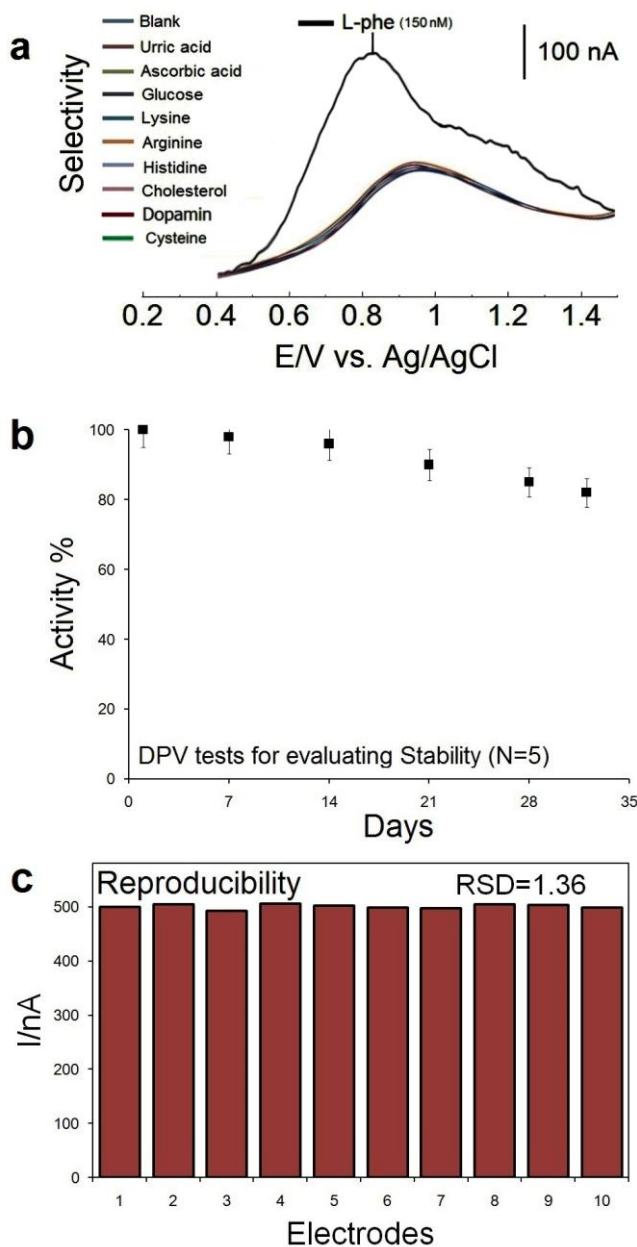 a
Selectivity
Blank
Urric acid
Ascorbic acid
Glucose
Lysine
Arginine
Histidine
Cholesterol
Dopamin
Cysteine
L-phe (150 nM)
100 nA
0.2 0.4 0.6 0.8 1 1.2 1.4
E/V vs. Ag/AgCl
b
Activity %
100
80
60
40
20
0
DPV tests for evaluating Stability (N=5)
0 7 14 21 28 35
Days
c
Reproducibility RSD=1.36
I/nA
500
400
300
200
100
0
1 2 3 4 5 6 7 8 9 10
Electrodes